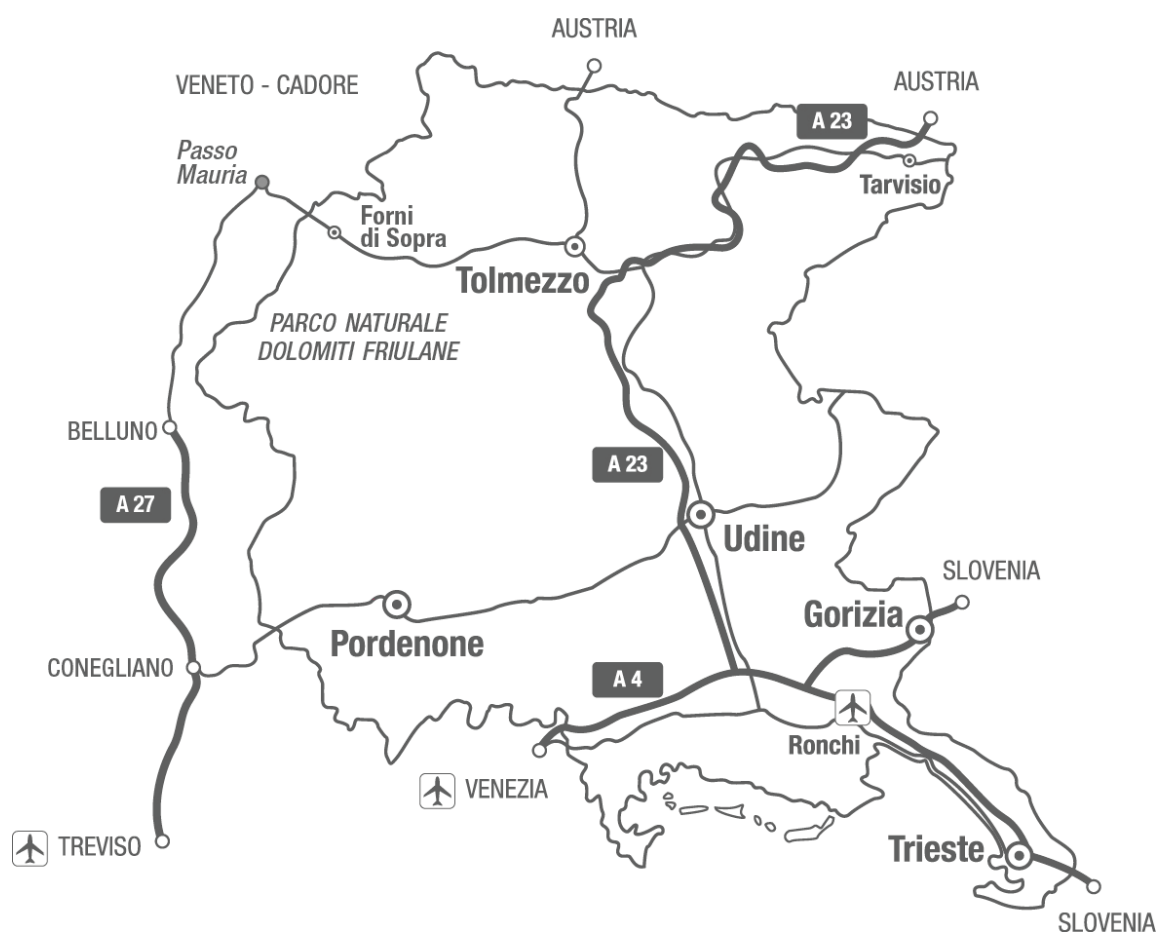 AUSTRIA
VENETO - CADORE
AUSTRIA
A 23
Passo
Mauria
Tarvisio
Forni
di Sopra
Tolmezzo
PARCO NATURALE
DOLOMITI FRIULANE
BELLUNO
A 23
A 27
Udine
SLOVENIA
Gorizia
Pordenone
CONEGLIANO
A 4
Ronchi
VENEZIA
TREVISO
Trieste
SLOVENIA